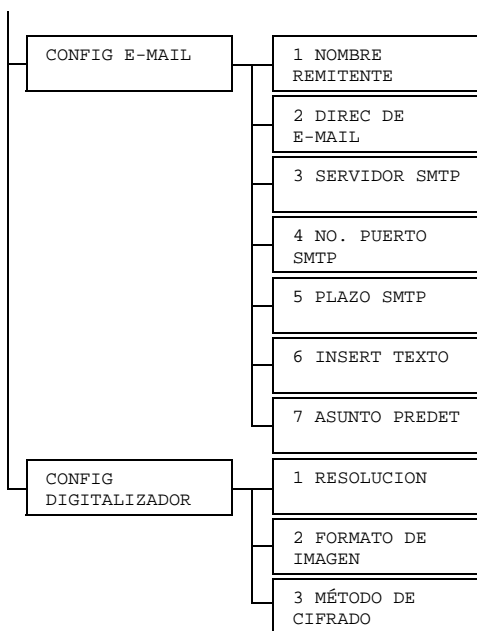 CONFIG E-MAIL
1 NOMBRE
REMITENTE
2 DIREC DE
E-MAIL
3 SERVIDOR SMTP
4 NO. PUERTO
SMTP
5 PLAZO SMTP
6 INSERT TEXTO
7 ASUNTO PREDET
CONFIG
DIGITALIZADOR
1 RESOLUCION
2 FORMATO DE
IMAGEN
3 MÉTODO DE
CIFRADO